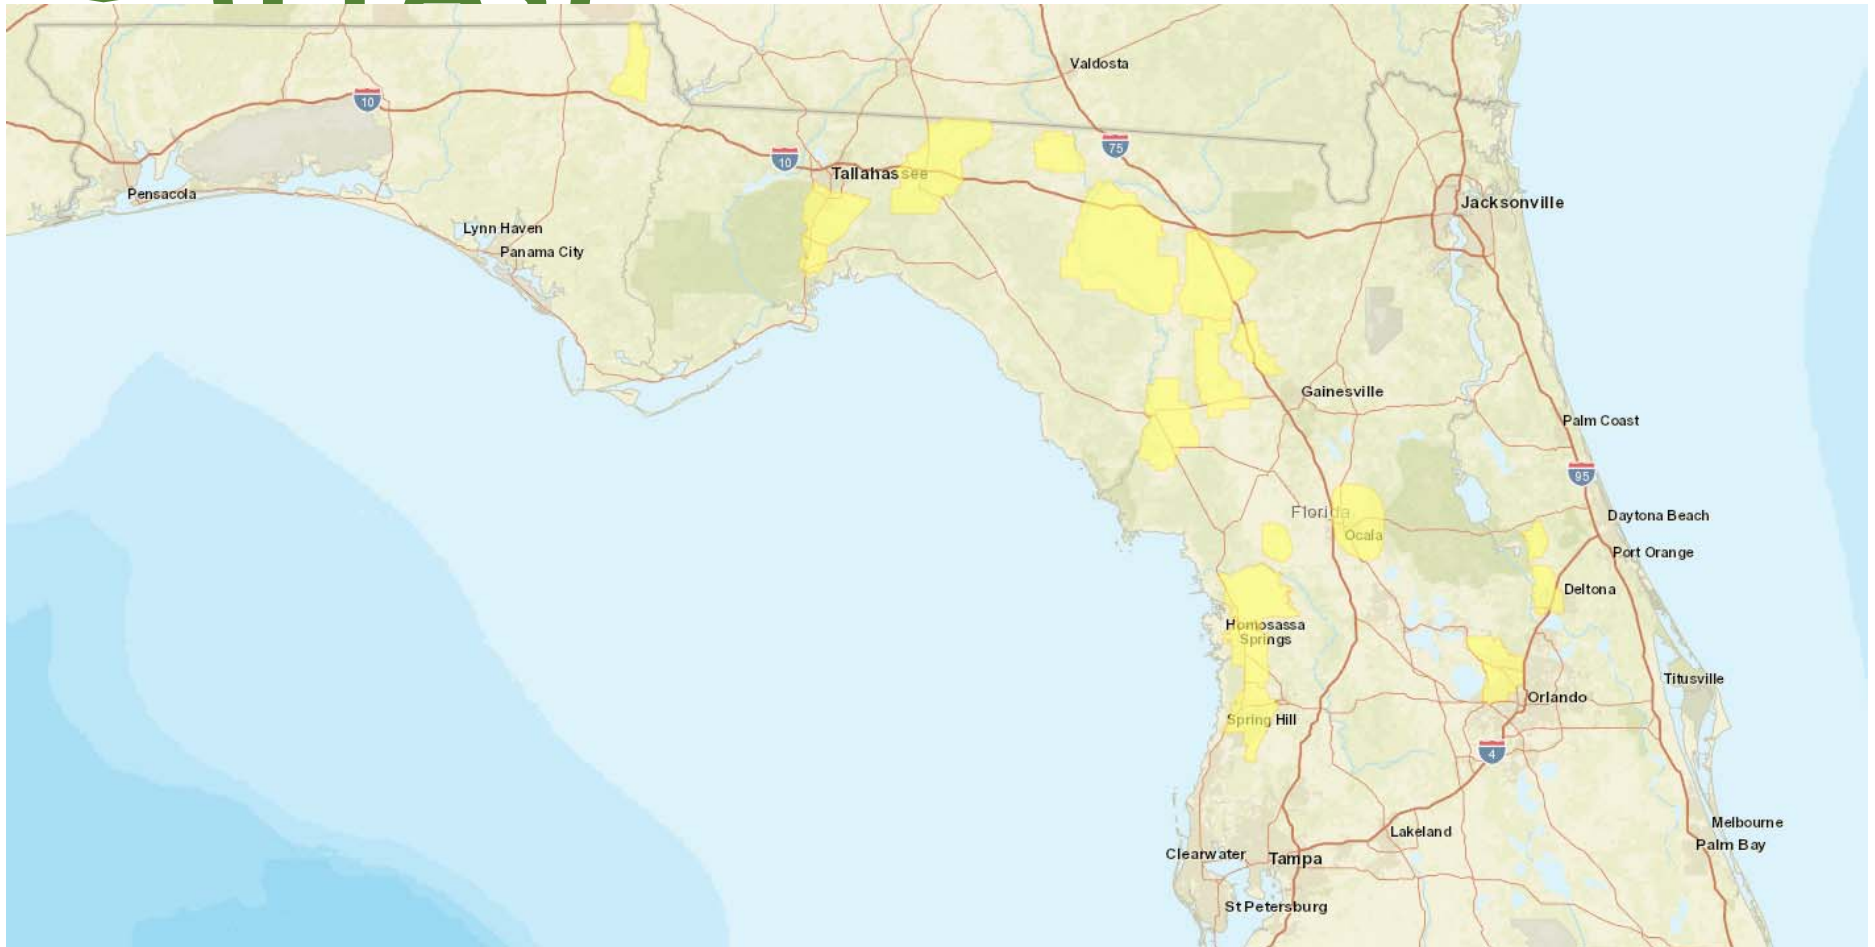 Valdosta
10
75
10
Tallahassee
Pensacola
Jacksonville
Lynn Haven
Panama City
Gainesville
Palm Coast
95
Florida
Daytona Beach
Ocala
Port Orange
Deltona
Homosassa
Springs
Titusville
Orlando
Spring Hill
4
Melbourne
Lakeland
Palm Bay
Clearwater
Tampa
St Petersburg